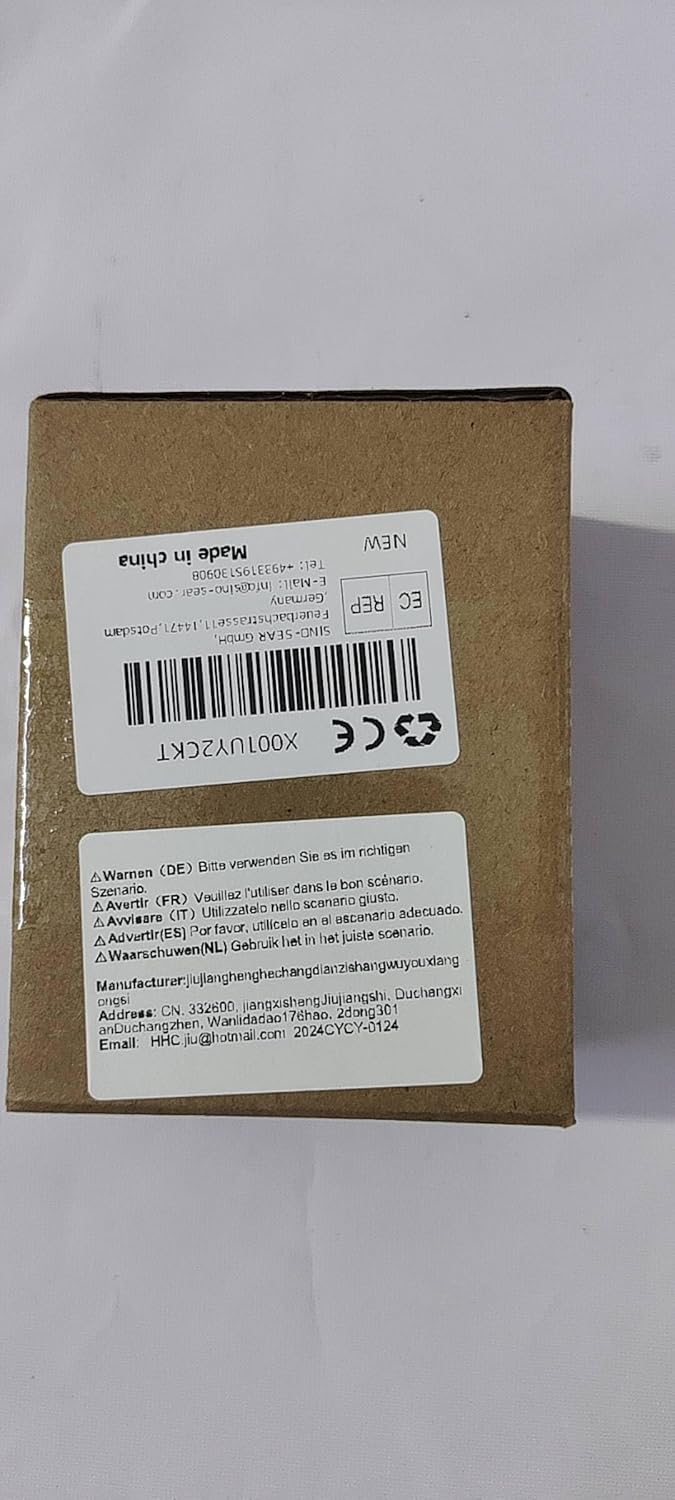 X001UY2CKT
SINO-SEAR GmbH,
Feuerbachstrasse11,14471,Potsdam
,Germany
E-Mail: info@sino-sear.com
Tel: +4933195130908
EC REP
NEW
Made in china
⚠Warnen（DE）Bitte verwenden Sie es im richtigen
Szenario.
⚠Avertir（FR）Veuillez l'utiliser dans le bon scénario.
⚠Avvisare（IT）Utilizzatelo nello scenario giusto.
⚠Advertir(ES) Por favor, utilícelo en el escenario adecuado.
⚠Waarschuwen(NL) Gebruik het in het juiste scenario.
Manufacturer:jiujianghenghechangdianzishangwuyouxiang
ongsi
Address: CN. 332600, jiangxishengJiujiangshi, Duchangxi
anDuchangzhen, Wanlidadao176hao, 2dong301
Email: HHC.jiu@hotmail.com 2024CYCY-0124